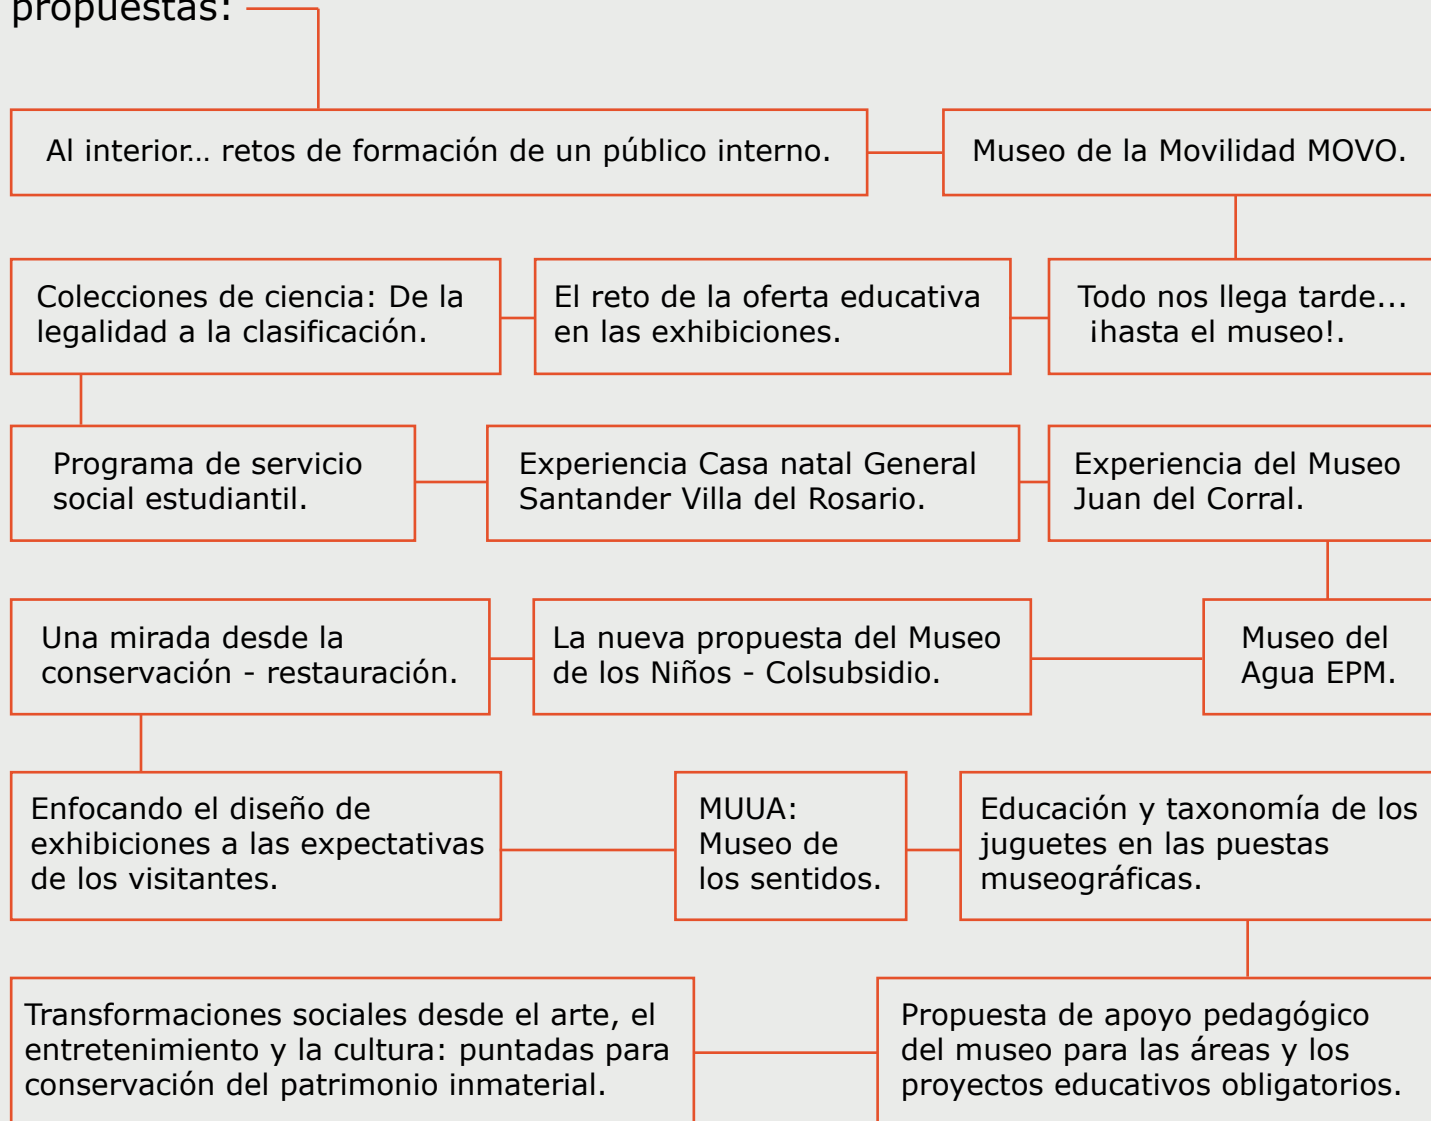 propuestas:
Al interior... retos de formación de un público interno.
Museo de la Movilidad MOVO.
Todo nos llega tarde...
¡hasta el museo!.
El reto de la oferta educativa
en las exhibiciones.
Colecciones de ciencia: De la
legalidad a la clasificación.
Programa de servicio
social estudiantil.
Experiencia Casa natal General
Santander Villa del Rosario.
Experiencia del Museo
Juan del Corral.
Museo del
Agua EPM.
La nueva propuesta del Museo
de los Niños - Colsubsidio.
Una mirada desde la
conservación - restauración.
Enfocando el diseño de
exhibiciones a las expectativas
de los visitantes.
MUUA:
Museo de
los sentidos.
Educación y taxonomía de los
juguetes en las puestas
museográficas.
Propuesta de apoyo pedagógico
del museo para las áreas y los
proyectos educativos obligatorios.
Transformaciones sociales desde el arte, el
entretenimiento y la cultura: puntadas para
conservación del patrimonio inmaterial.